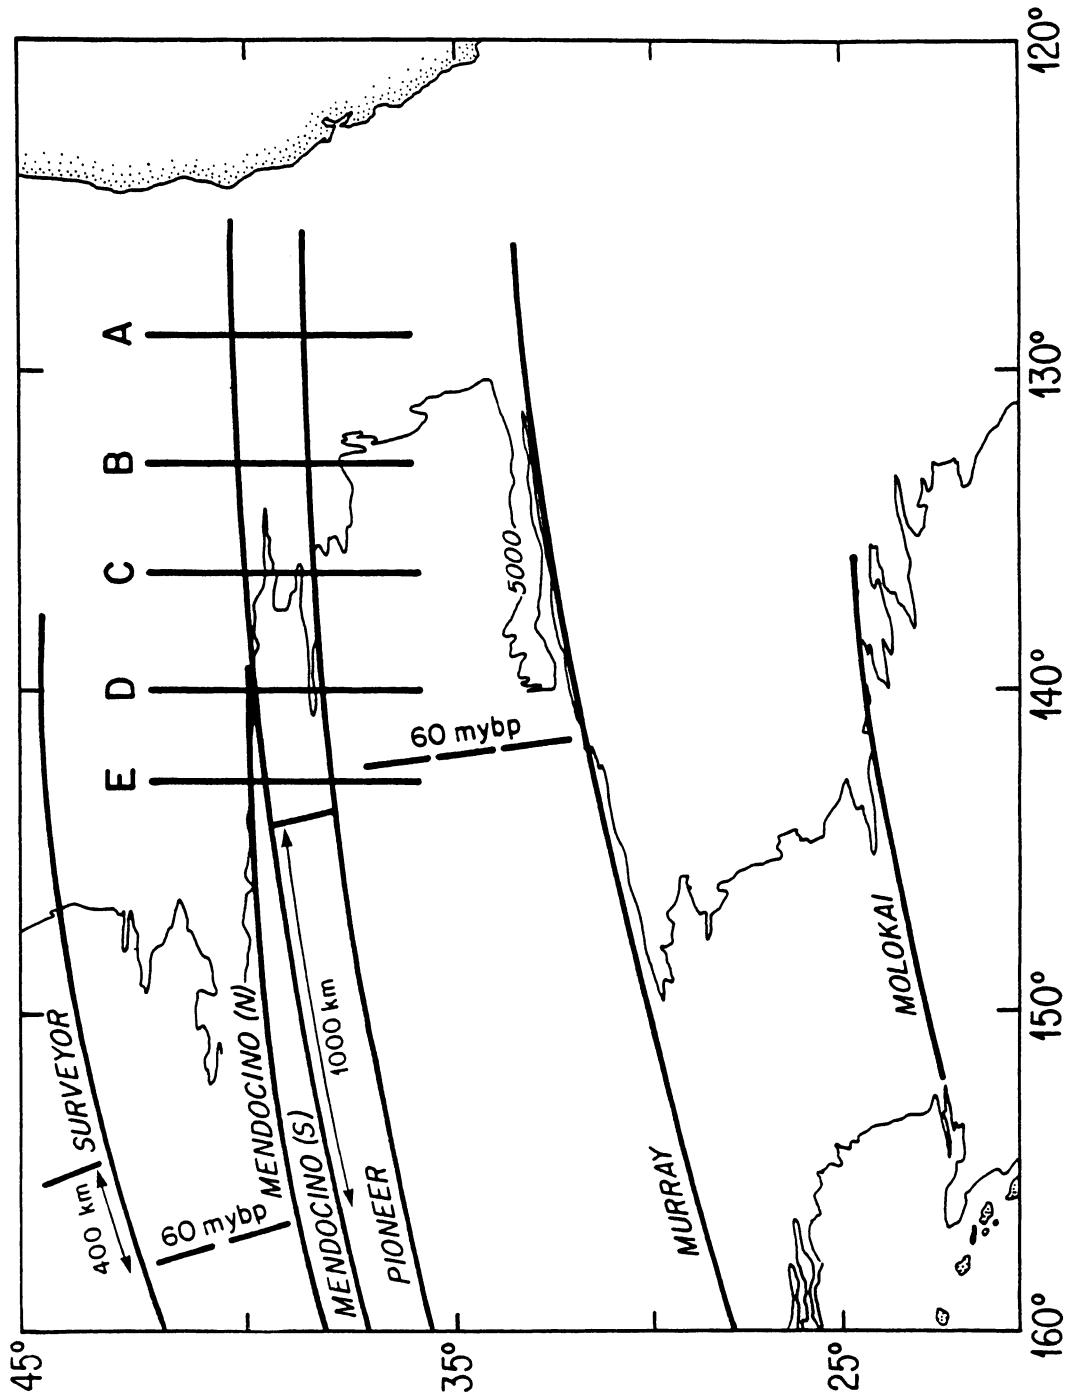 45°
35°
25°
120°
130°
140°
150°
160°
A
B
C
D
E
5000
60 mybp
SURVEYOR
400 km
60 mybp
MENDOCINO (N)
MENDOCINO (S)
1000 km
PIONEER
MURRAY
MOLOKAI